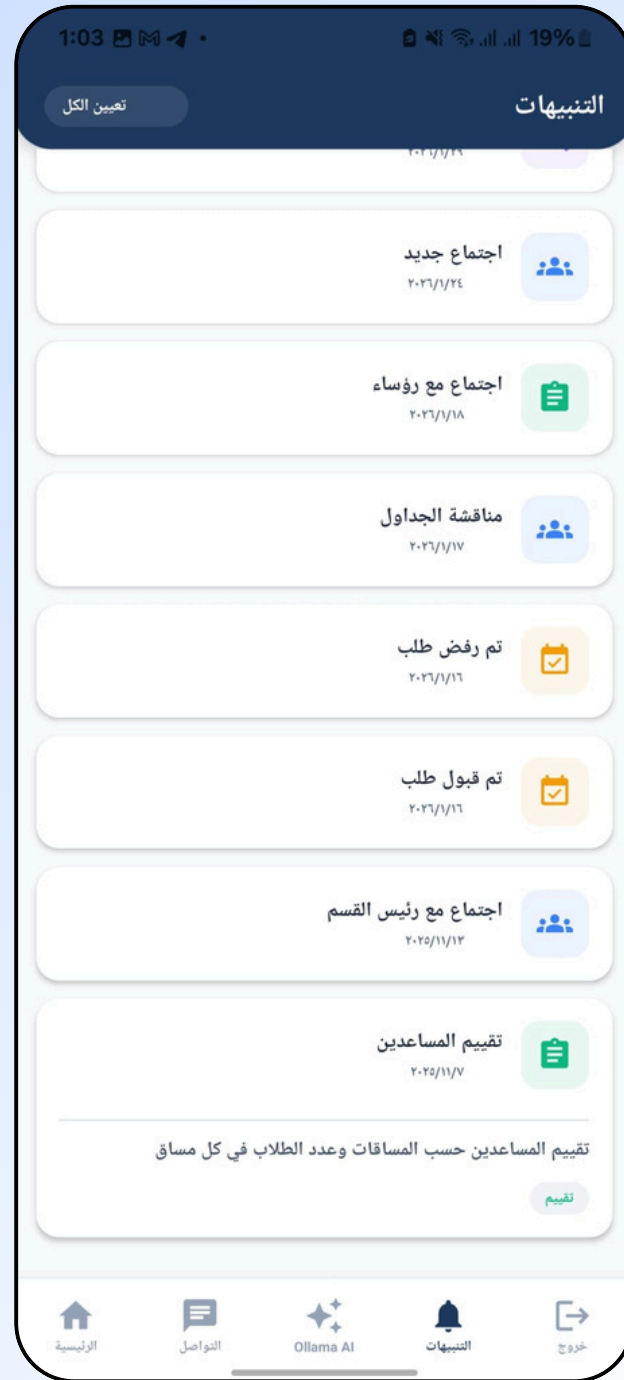 1:03
19%
التنبيهات
تعيين الكل
٢٠٢٦/١/٢٩
اجتماع جديد
٢٠٢٦/١/٢٤
اجتماع مع رؤساء
٢٠٢٦/١/١٨
مناقشة الجداول
٢٠٢٦/١/١٧
تم رفض طلب
٢٠٢٦/١/١٦
تم قبول طلب
٢٠٢٦/١/١٦
اجتماع مع رئيس القسم
٢٠٢٥/١١/١٣
تقييم المساعدين
٢٠٢٥/١١/٧
تقييم المساعدين حسب المساقات وعدد الطلاب في كل مساق
تقييم
خروج
التنبيهات
Ollama AI
التواصل
الرئيسية